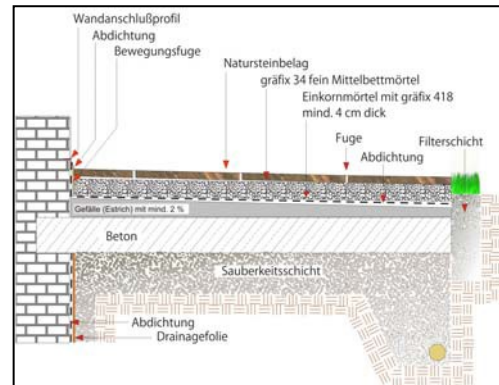 Wandanschlußprofil
Abdichtung
Bewegungsfuge
Natursteinbelag
gräfix 34 fein Mittelbettmörtel
Einkornmörtel mit gräfix 418
mind. 4 cm dick
Fuge
Abdichtung
Filterschicht
Gefälle (Estrich) mit mind. 2 %
Beton
Sauberkeitsschicht
Abdichtung
Drainagefolie